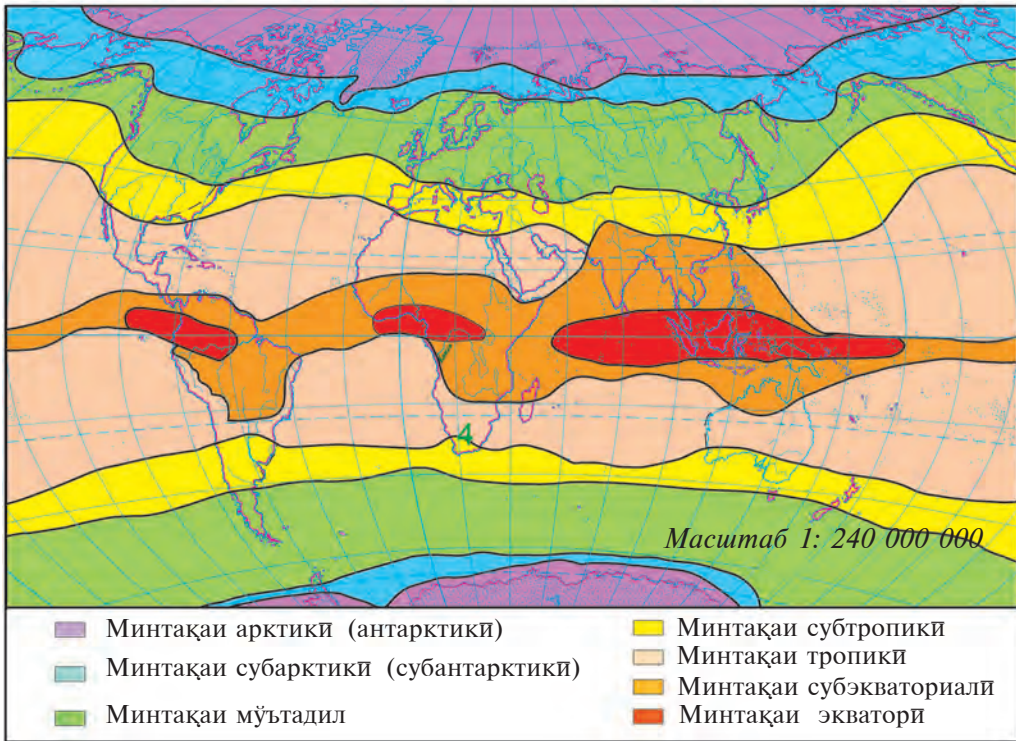 4
Масштаб 1: 240 000 000
Минтақаи арктикӣ (антарктикӣ)
Минтақаи субарктикӣ (субантарктикӣ)
Минтақаи мӯътадил
Минтақаи субтропикӣ
Минтақаи тропикӣ
Минтақаи субэкваториалӣ
Минтақаи экваторӣ